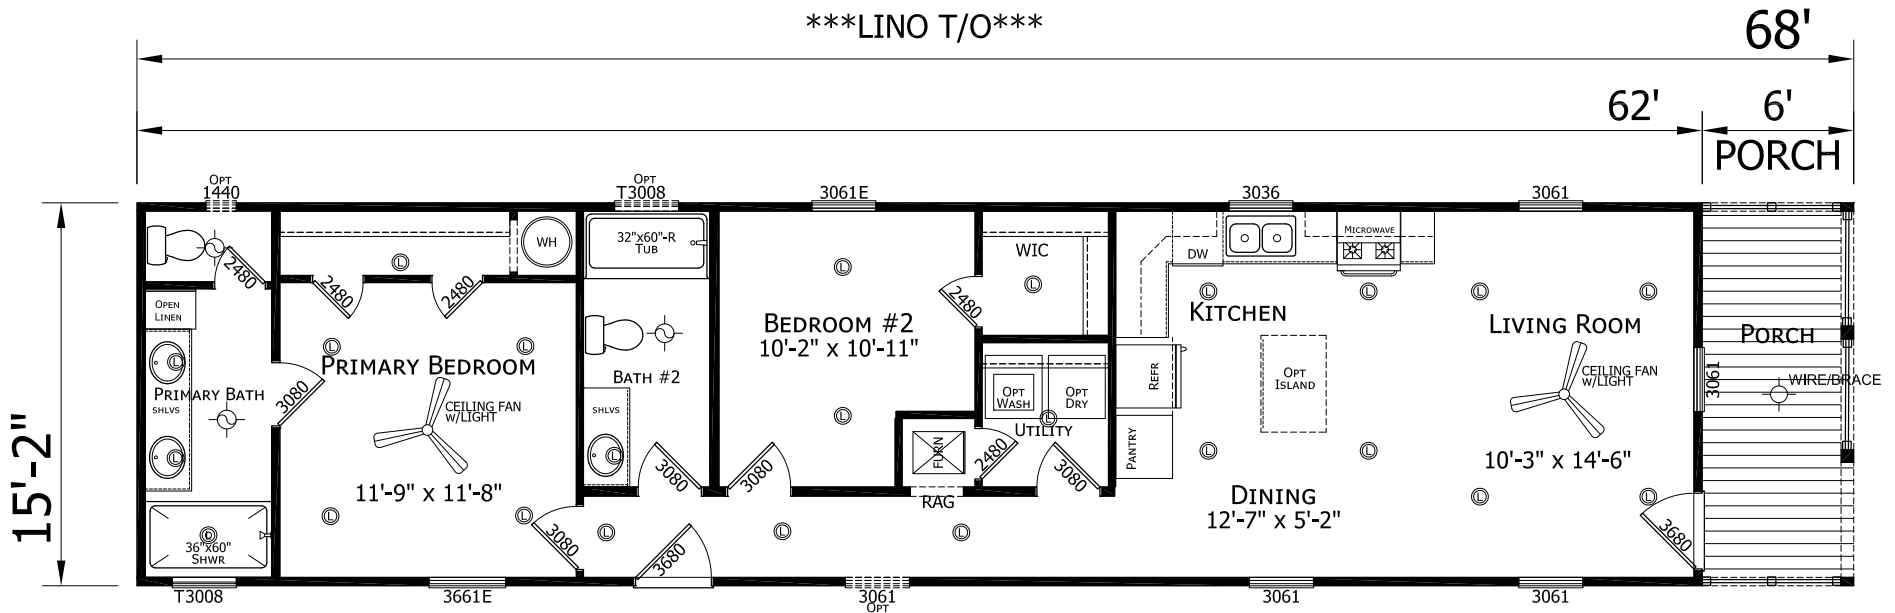 ***LINO T/O***
68'
62'
6'
PORCH
OPT
1440
OPT
T3008
3061E
3036
3061
15'-2"
2480
WH
32"x60"-R
TUB
WIC
DW
MICROWAVE
L
L
L
L
L
L
L
OPEN
LINEN
2480
2480
2480
KITCHEN
BEDROOM #2
10'-2" x 10'-11"
LIVING ROOM
PORCH
L
L
L
PRIMARY BEDROOM
BATH #2
PRIMARY BATH
SHLVS
3080
CEILING FAN
w/LIGHT
SHLVS
OPT
WASH
OPT
DRY
REFR
OPT
ISLAND
CEILING FAN
w/LIGHT
3061
WIRE/BRACE
L
L
UTILITY
L
L
L
L
PANTRY
FURN
2480
3080
3080
3080
10'-3" x 14'-6"
11'-9" x 11'-8"
RAG
DINING
12'-7" x 5'-2"
L
L
L
L
L
L
L
L
36"x60"
SHWR
3080
3680
3680
T3008
3661E
3061
OPT
3061
3061